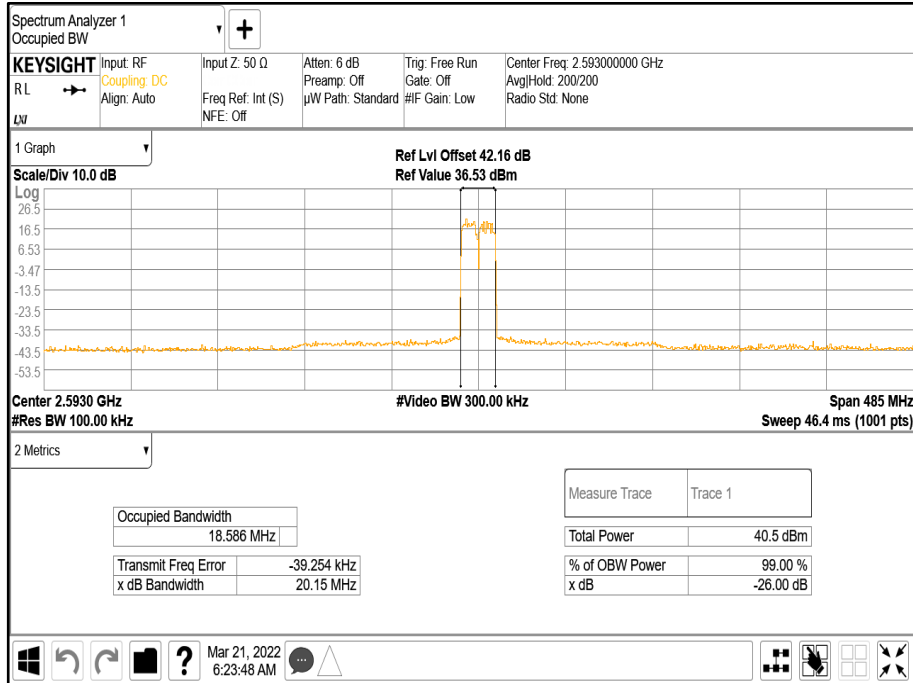 Spectrum Analyzer 1
Occupied BW
KEYSIGHT
RL
LXI
Input: RF
Coupling: DC
Align: Auto
Input Z: 50 Ω
Freq Ref: Int (S)
NFE: Off
Atten: 6 dB
Preamp: Off
µW Path: Standard
Trig: Free Run
Gate: Off
#IF Gain: Low
Center Freq: 2.593000000 GHz
Avg|Hold: 200/200
Radio Std: None
1 Graph
Scale/Div 10.0 dB
Ref Lvl Offset 42.16 dB
Ref Value 36.53 dBm
Log
26.5
16.5
6.53
-3.47
-13.5
-23.5
-33.5
-43.5
-53.5
Center 2.5930 GHz
#Video BW 300.00 kHz
Span 485 MHz
#Res BW 100.00 kHz
Sweep 46.4 ms (1001 pts)
2 Metrics
Measure Trace Trace 1
Occupied Bandwidth
18.586 MHz
Total Power 40.5 dBm
Transmit Freq Error -39.254 kHz
% of OBW Power 99.00 %
x dB Bandwidth 20.15 MHz
x dB -26.00 dB
?
Mar 21, 2022
6:23:48 AM